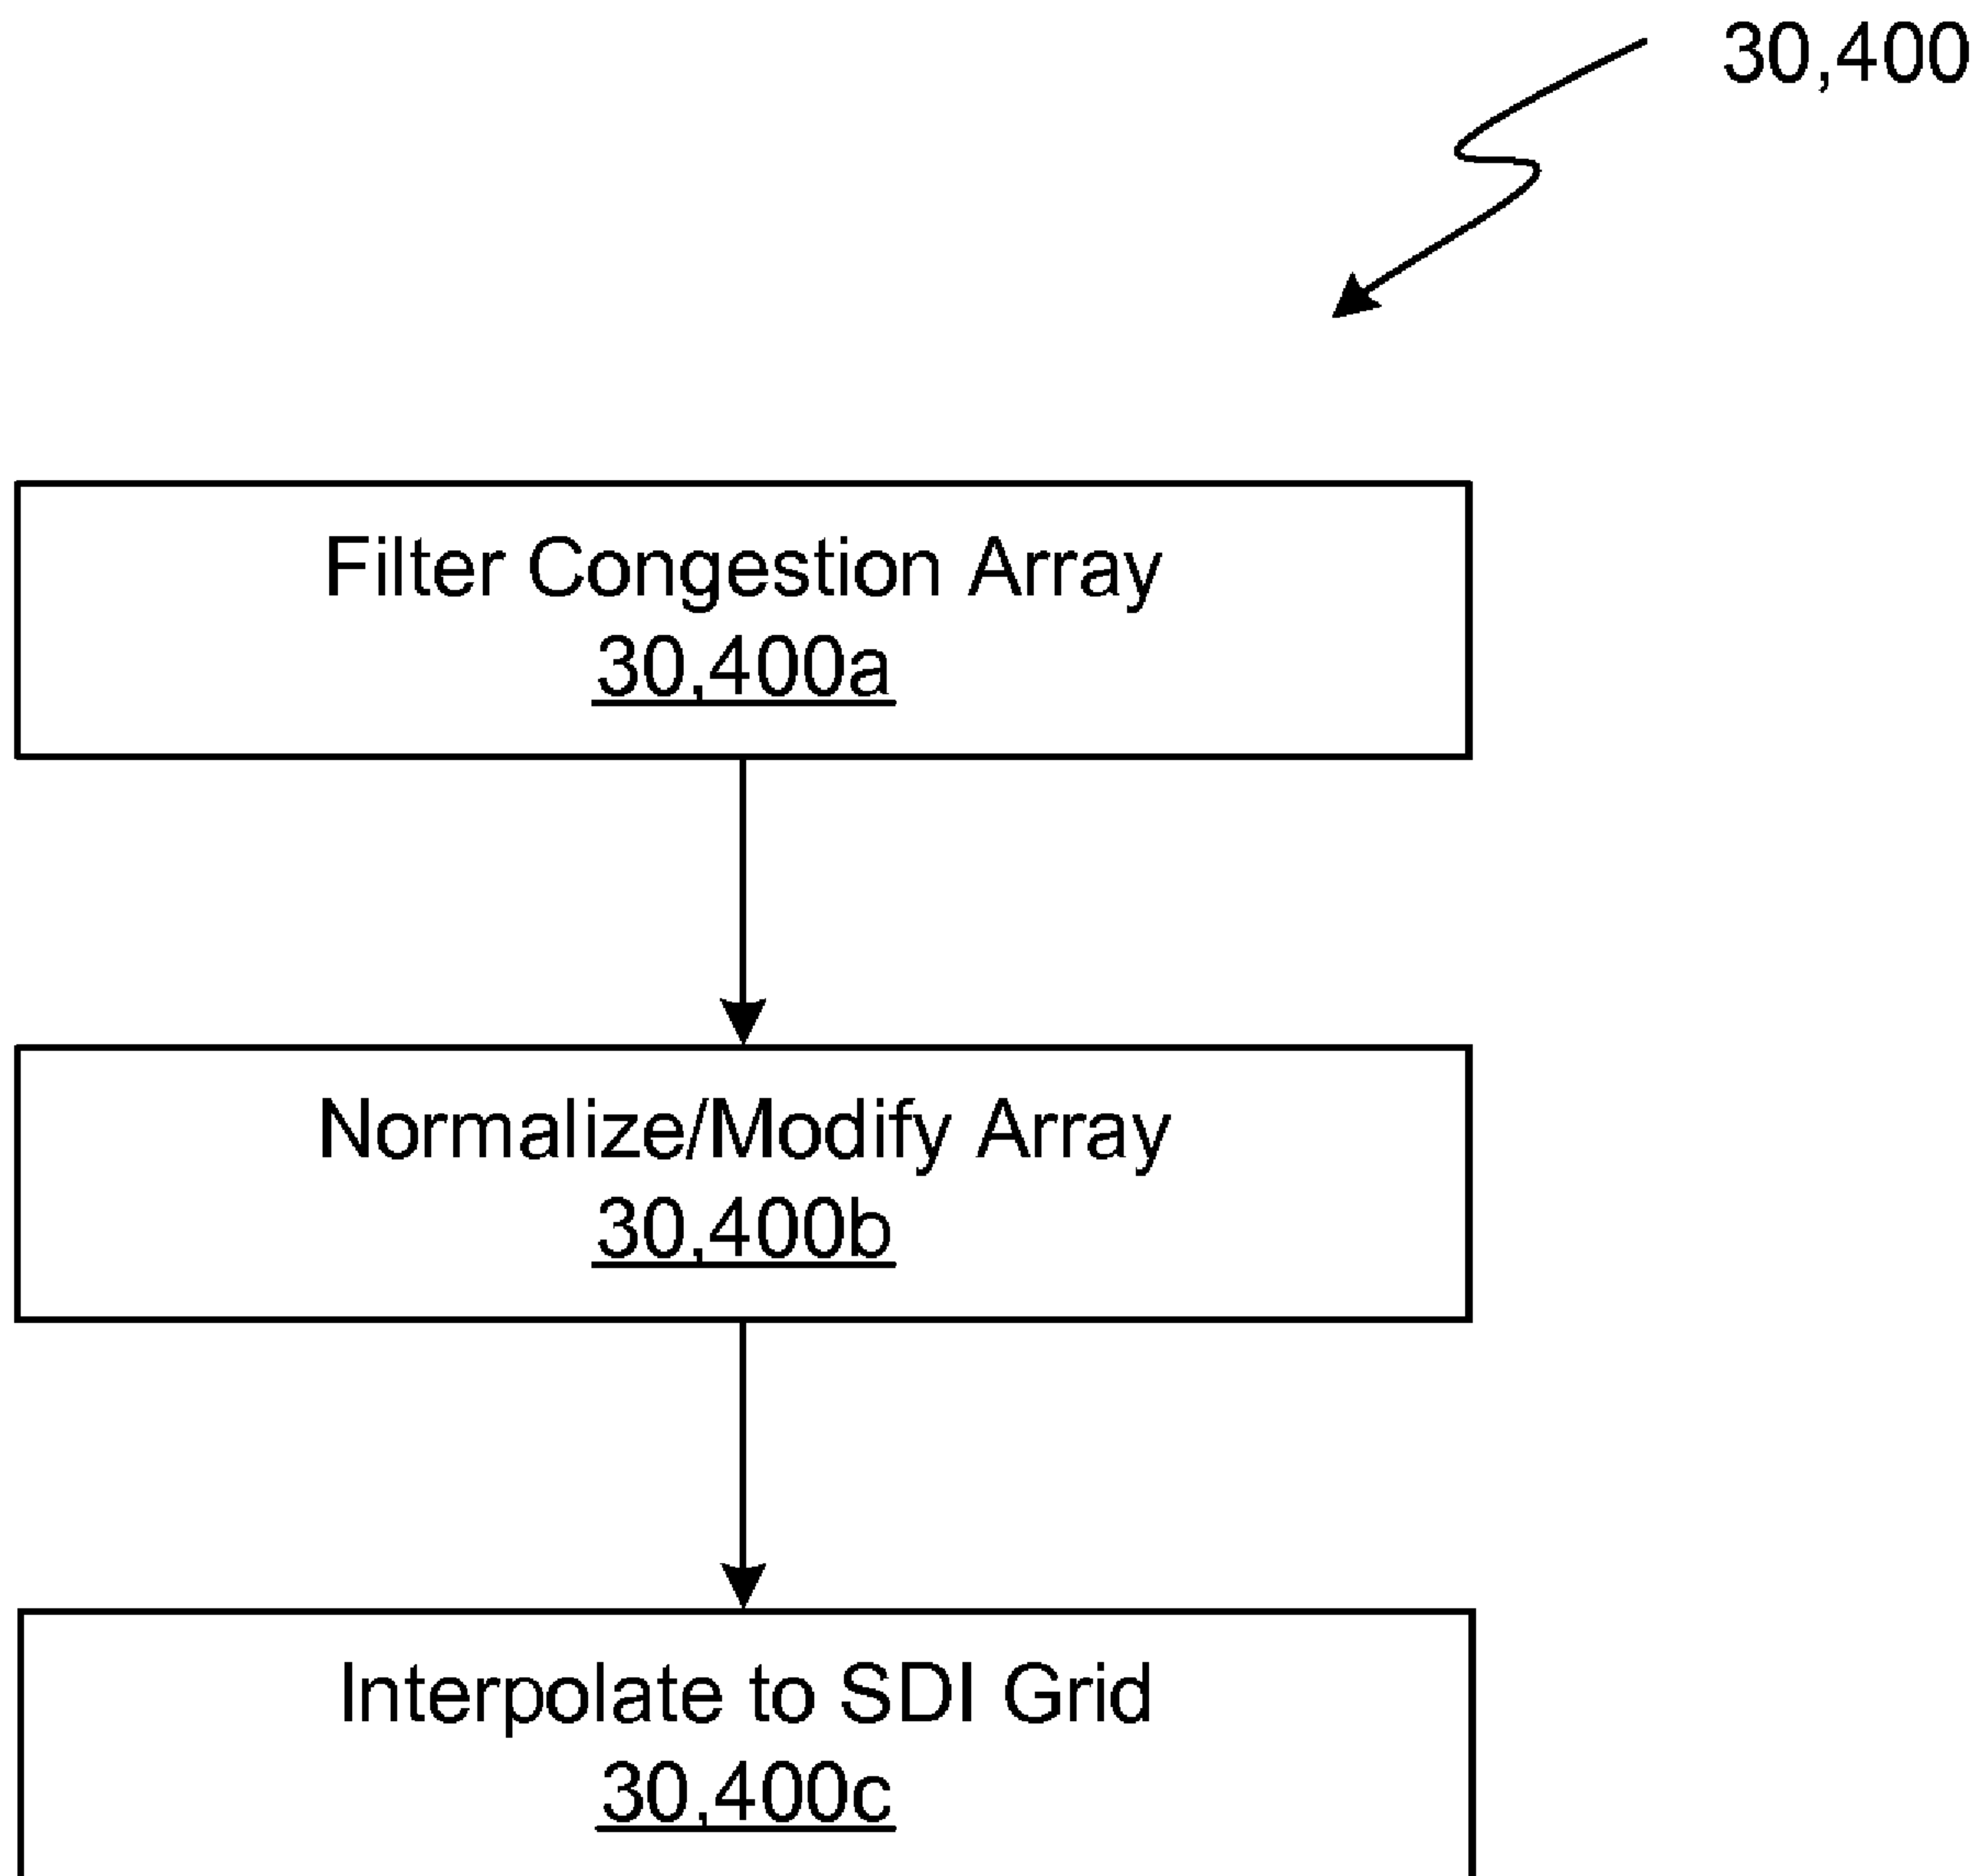 30,400
Filter Congestion Array
30,400a
Normalize/Modify Array
30,400b
Interpolate to SDI Grid
30,400c